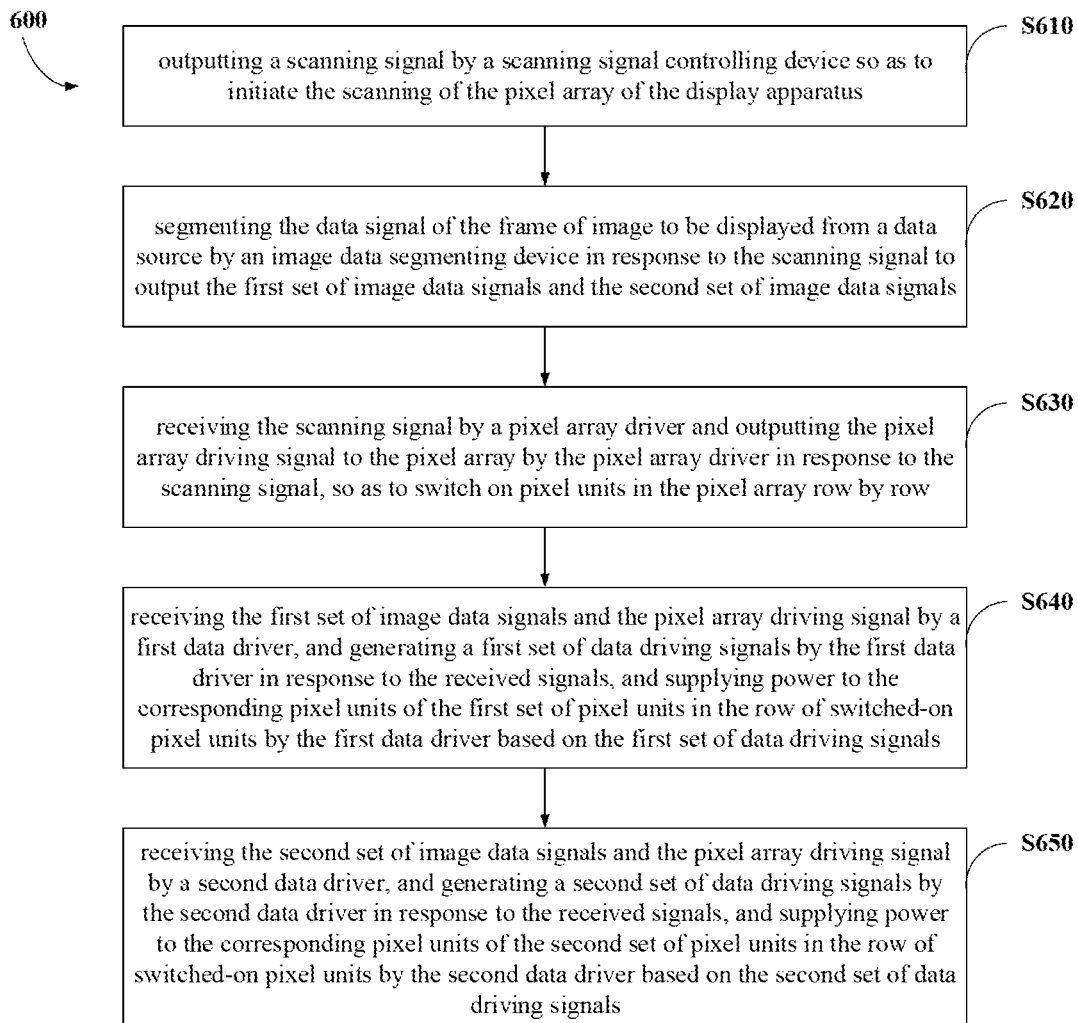 600
S610
outputting a scanning signal by a scanning signal controlling device so as to
initiate the scanning of the pixel array of the display apparatus
S620
segmenting the data signal of the frame of image to be displayed from a data
source by an image data segmenting device in response to the scanning signal to
output the first set of image data signals and the second set of image data signals
S630
receiving the scanning signal by a pixel array driver and outputting the pixel
array driving signal to the pixel array by the pixel array driver in response to the
scanning signal, so as to switch on pixel units in the pixel array row by row
S640
receiving the first set of image data signals and the pixel array driving signal by a
first data driver, and generating a first set of data driving signals by the first data
driver in response to the received signals, and supplying power to the
corresponding pixel units of the first set of pixel units in the row of switched-on
pixel units by the first data driver based on the first set of data driving signals
S650
receiving the second set of image data signals and the pixel array driving signal
by a second data driver, and generating a second set of data driving signals by
the second data driver in response to the received signals, and supplying power
to the corresponding pixel units of the second set of pixel units in the row of
switched-on pixel units by the second data driver based on the second set of data
driving signals